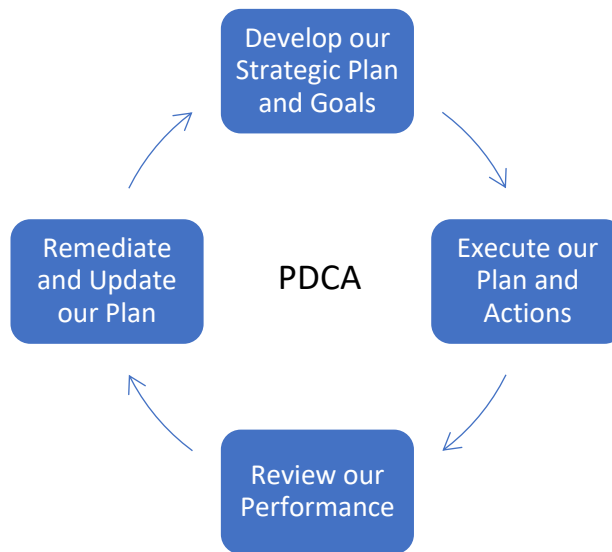 Develop our
Strategic Plan
and Goals
Remediate
and Update
our Plan
PDCA
Execute our
Plan and
Actions
Review our
Performance